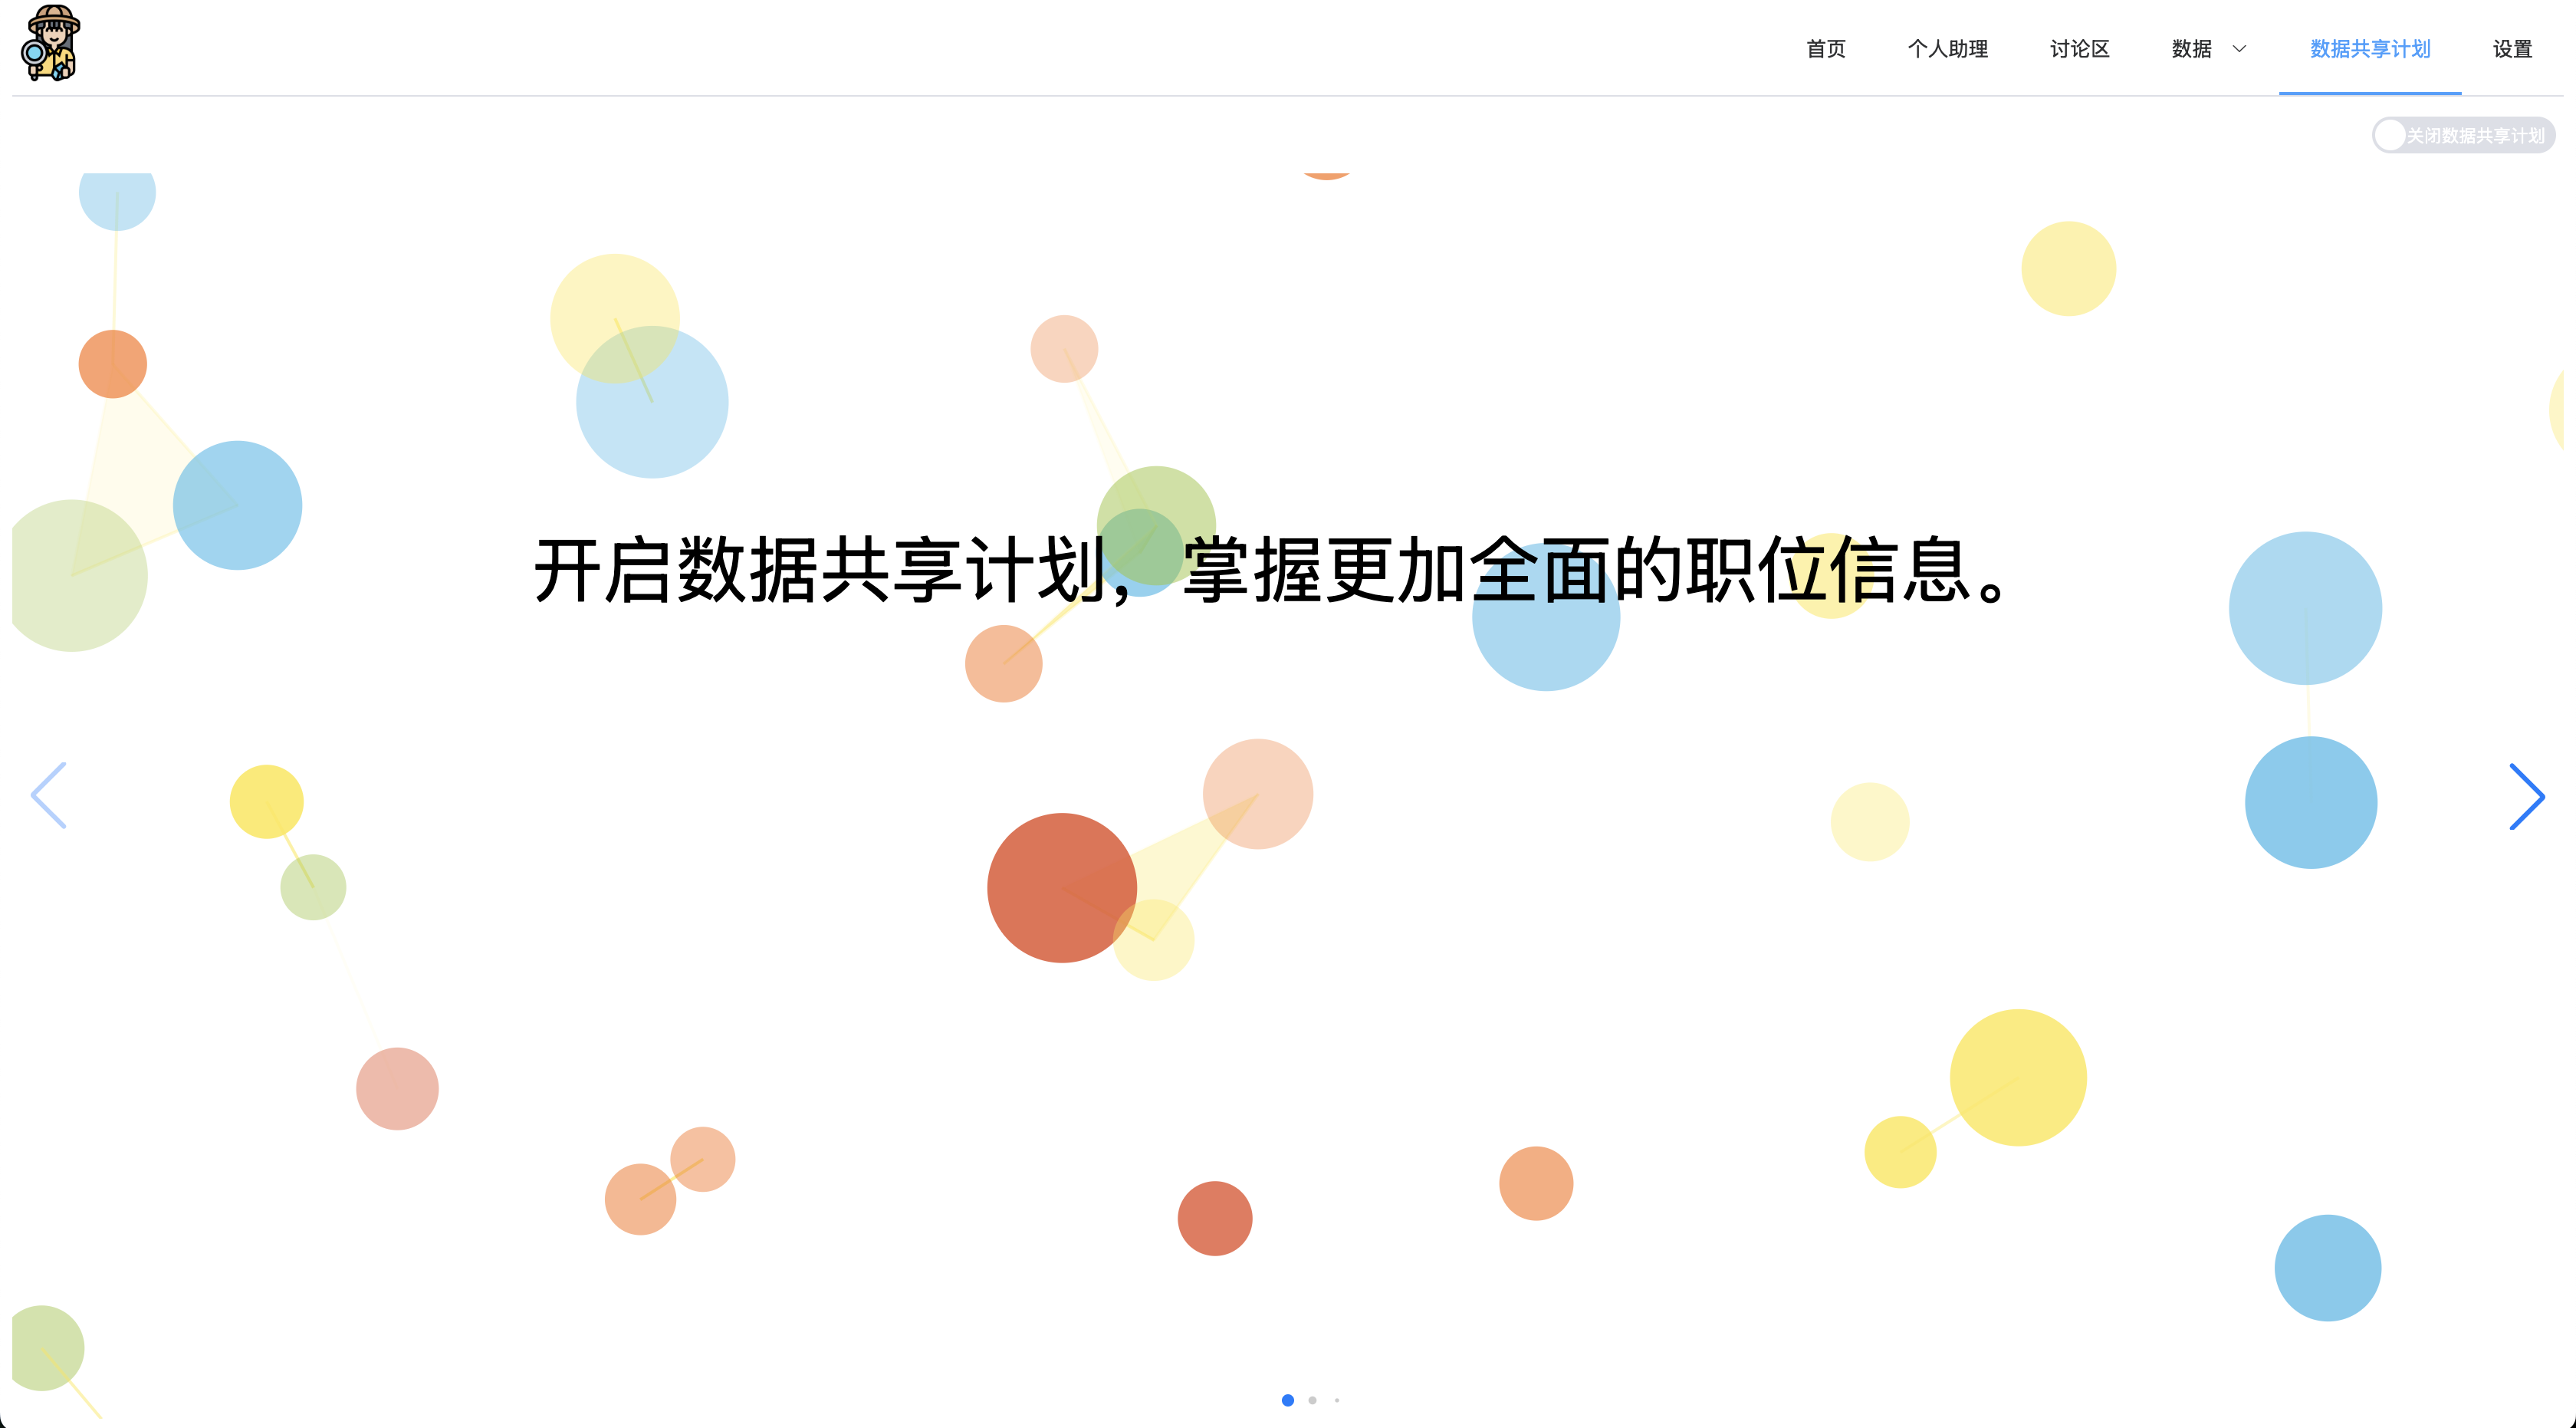 首页 个人助理 讨论区 数据 数据共享计划 设置
关闭数据共享计划
开启数据共享计划，掌握更加全面的职位信息。